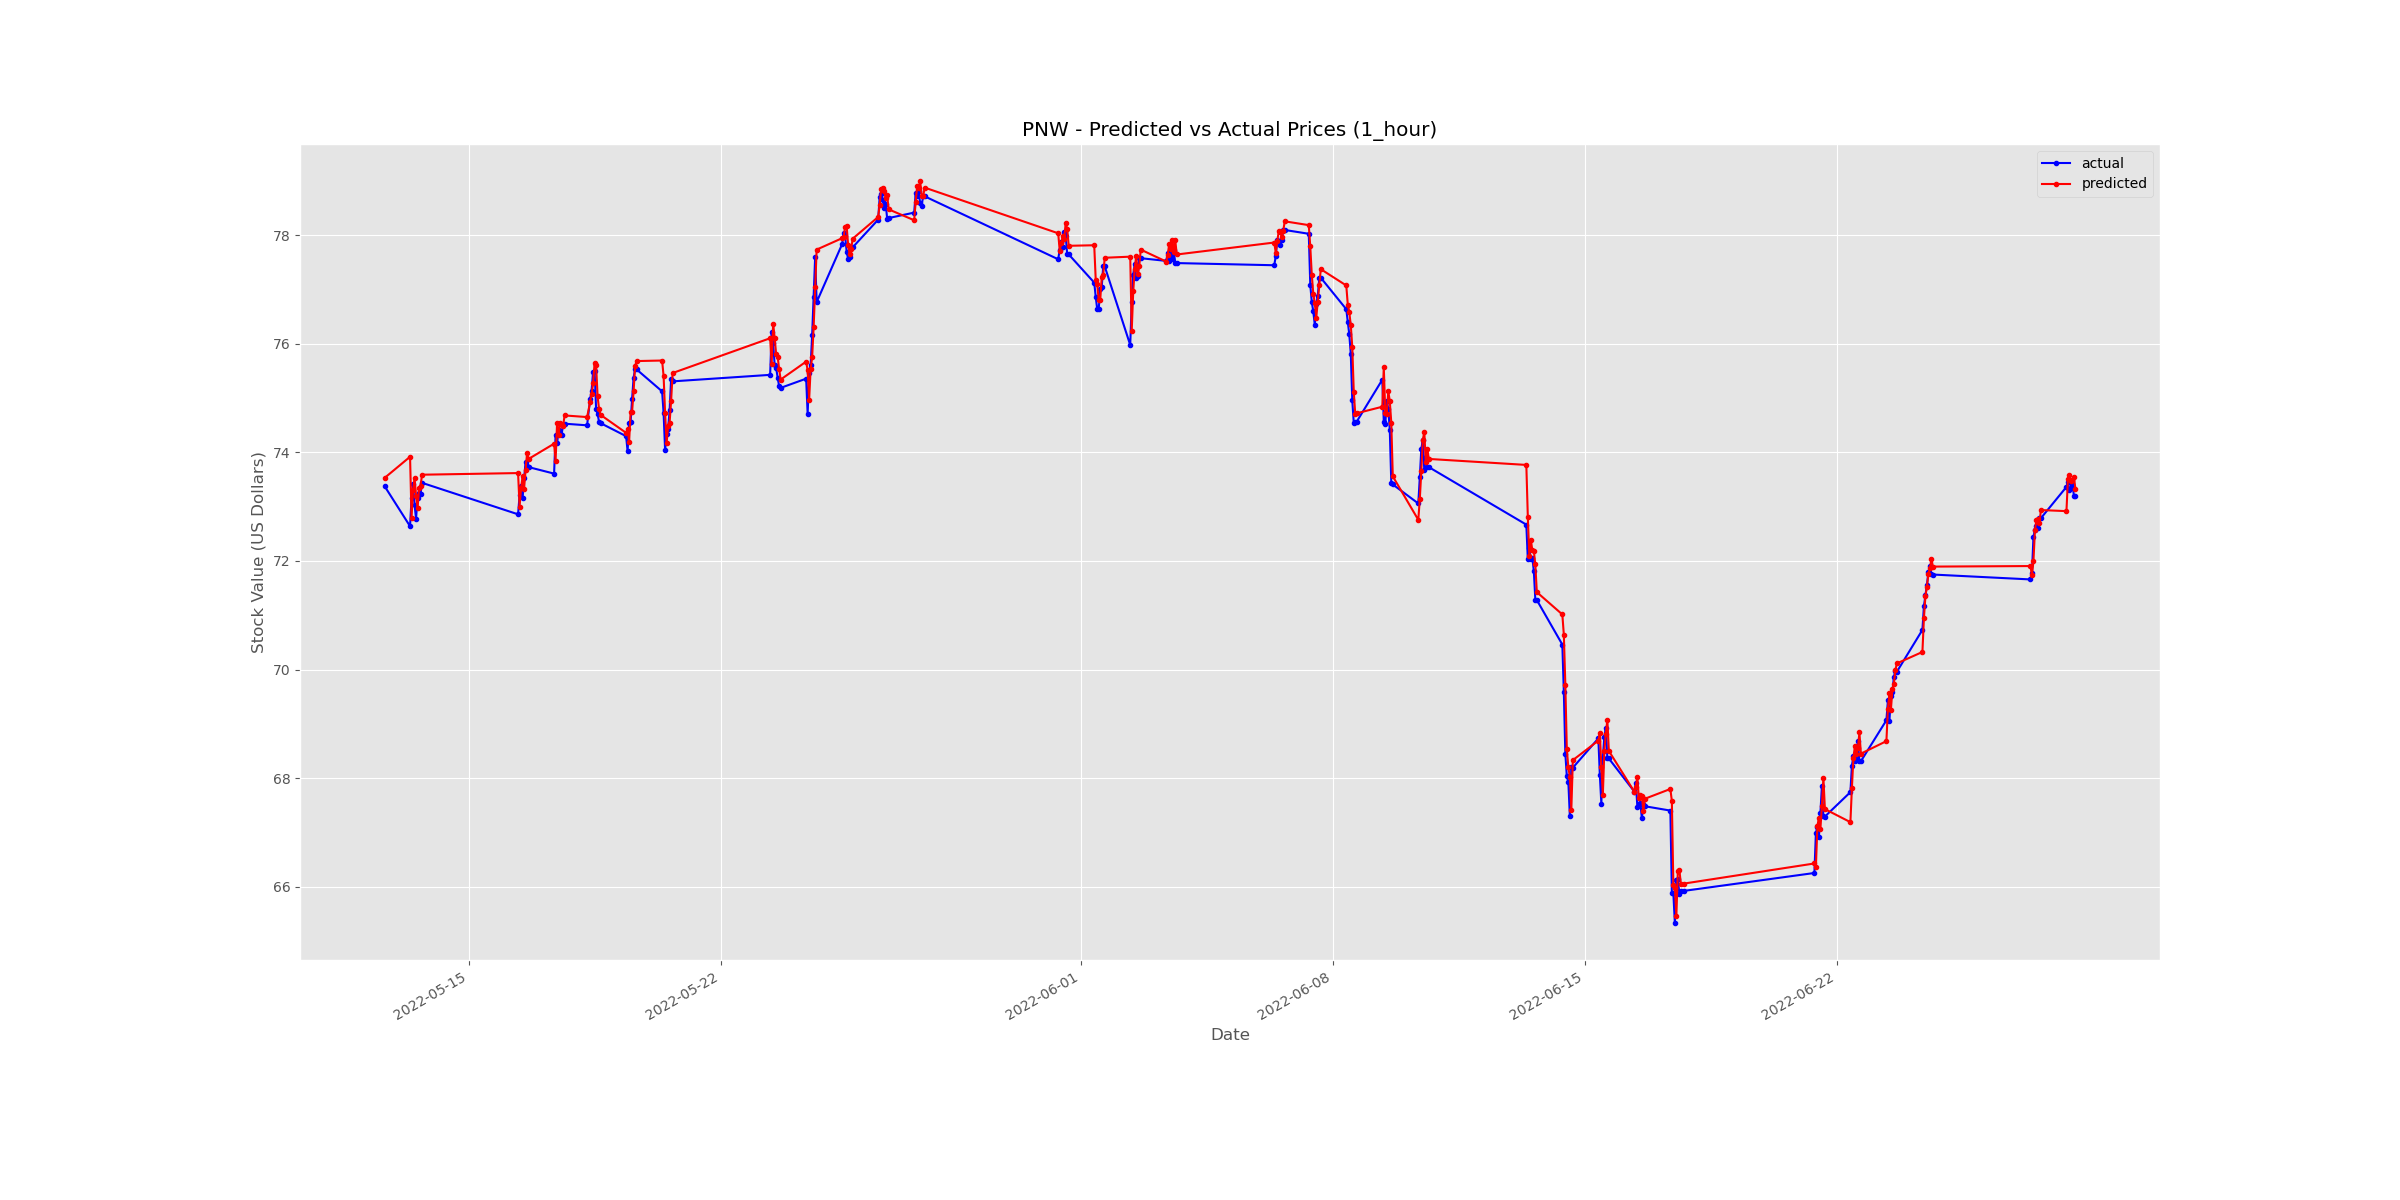 PNW - Predicted vs Actual Prices (1_hour)
actual
predicted
78
76
74
72
70
68
66
Stock Value (US Dollars)
2022-05-15
2022-05-22
2022-06-01
2022-06-08
2022-06-15
2022-06-22
Date